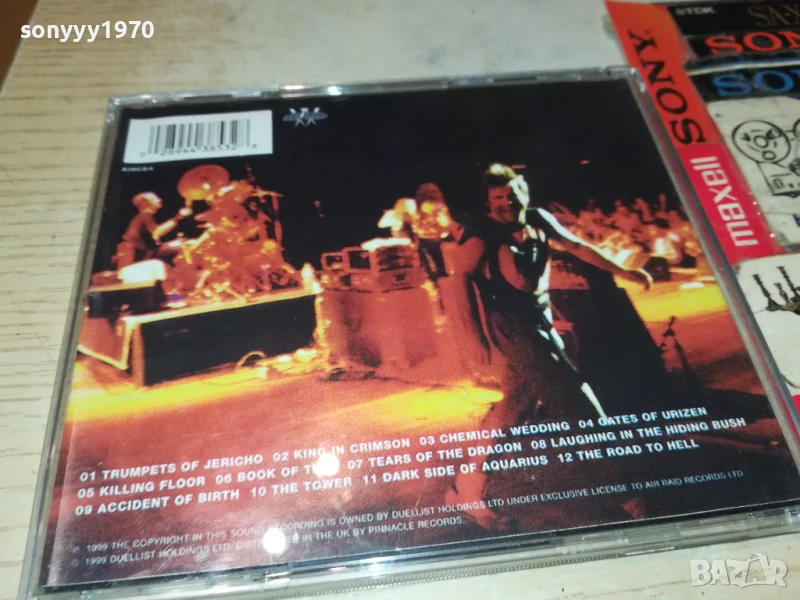 sonyyy1970
TDK
SAX
SON
SO
SONY
maxell
01 TRUMPETS OF JERICHO 02 KING IN CRIMSON 03 CHEMICAL WEDDING 04 GATES OF URIZEN
05 KILLING FLOOR 06 BOOK OF 07 TEARS OF THE DRAGON 08 LAUGHING IN THE HIDING BUSH
09 ACCIDENT OF BIRTH 10 THE TOWER 11 DARK SIDE OF AQUARIUS 12 THE ROAD TO HELL
℗ 1999 THE COPYRIGHT IN THIS SOUND RECORDING IS OWNED BY DUELLIST HOLDINGS LTD UNDER EXCLUSIVE LICENSE TO AIR RAID RECORDS LTD.
© 1999 DUELLIST HOLDINGS LTD. IN THE UK BY PINNACLE RECORDS.
BAZAR